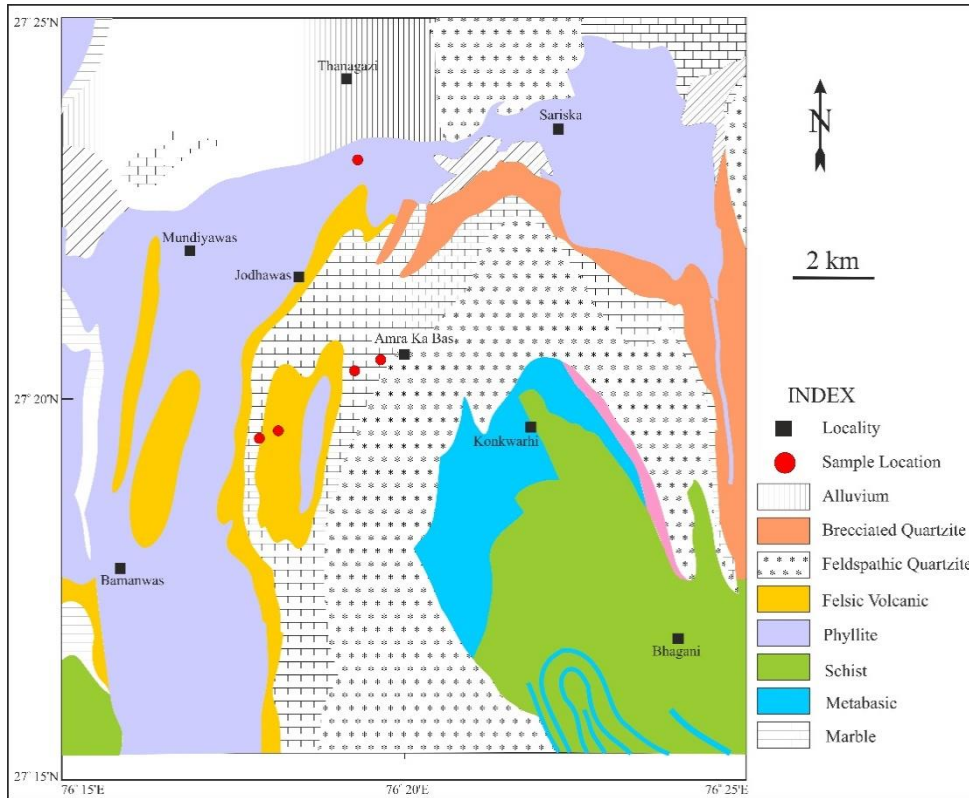 27° 25'N
Thanagazi
Sariska
N
Mundiyawas
2 km
Jodhawas
Amra Ka Bas
27° 20'N
INDEX
Konkwarhi
Locality
Sample Location
Alluvium
Brecciated Quartzite
Feldspathic Quartzite
Felsic Volcanic
Bamanwas
Phyllite
Bhagani
Schist
Metabasic
Marble
27° 15'N
76° 15'E
76° 20'E
76° 25'E